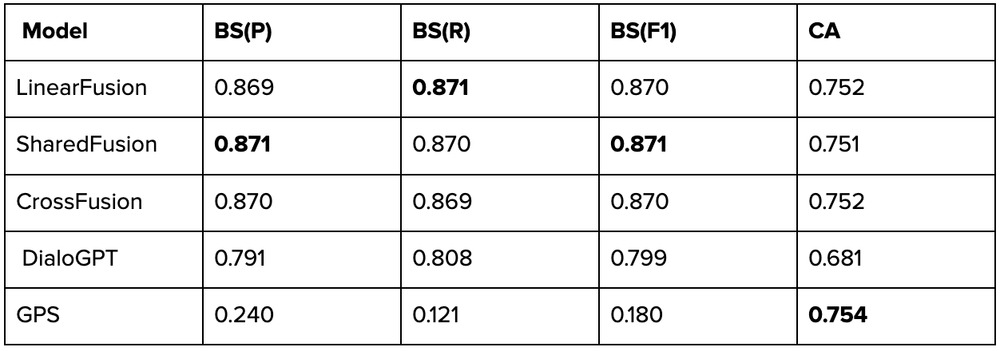 Model BS(P) BS(R) BS(F1) CA
LinearFusion 0.869 0.871 0.870 0.752
SharedFusion 0.871 0.870 0.871 0.751
CrossFusion 0.870 0.869 0.870 0.752
DialoGPT 0.791 0.808 0.799 0.681
GPS 0.240 0.121 0.180 0.754